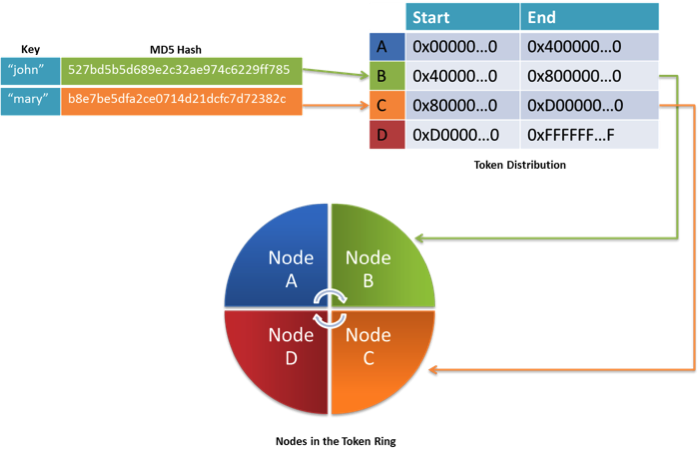 Key MD5 Hash
“john” 527bd5b5d689e2c32ae974c6229ff785
“mary” b8e7be5dfa2ce0714d21dcfc7d72382c
Start End
A 0x00000...0 0x400000...0
B 0x40000...0 0x800000...0
C 0x80000...0 0xD00000...0
D 0xD0000...0 0xFFFFFF...F
Token Distribution
Node A
Node B
Node D
Node C
Nodes in the Token Ring